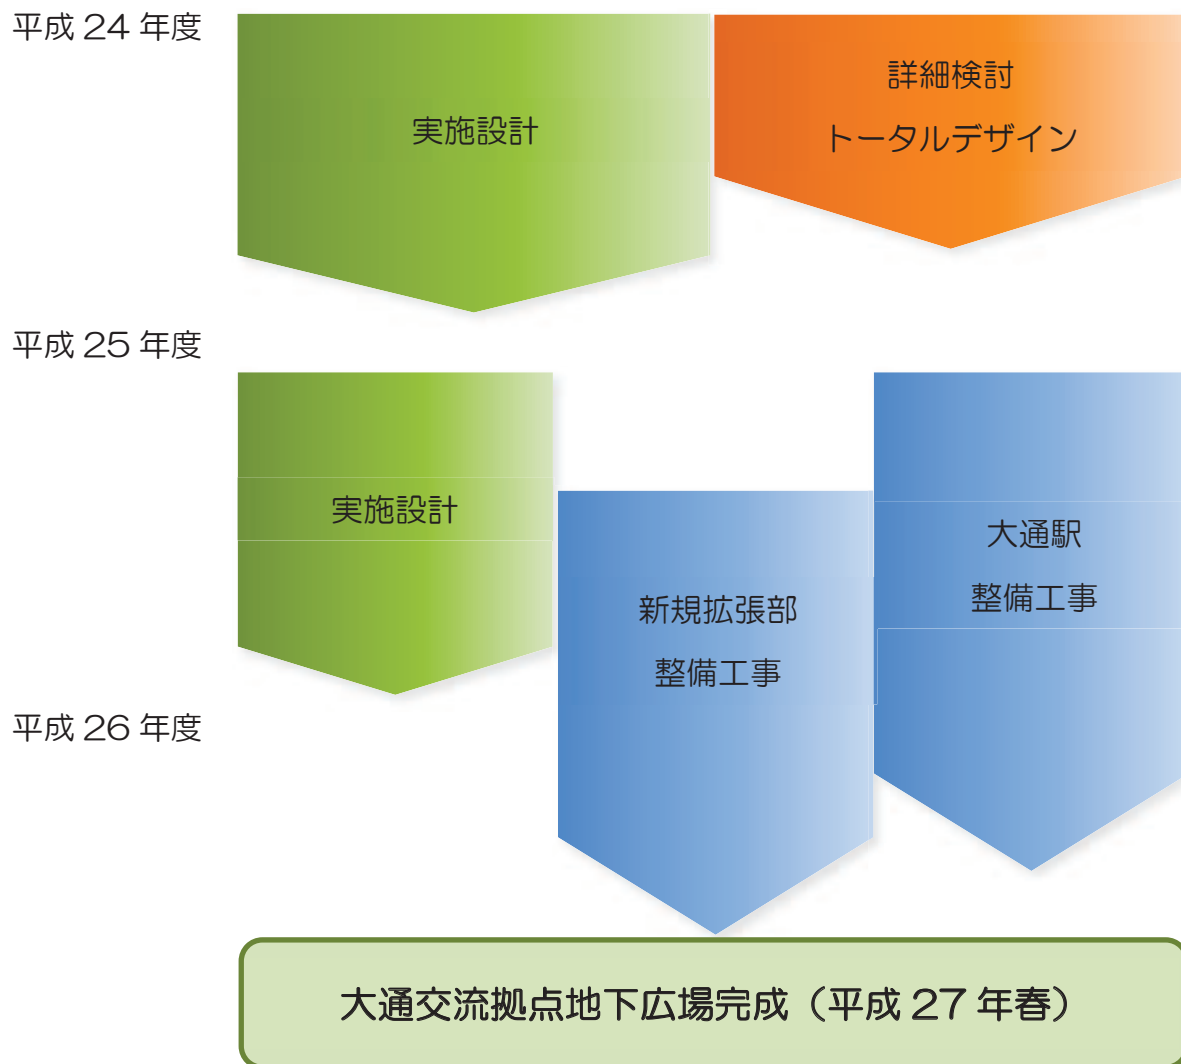 平成 24 年度
実施設計
詳細検討
トータルデザイン
平成 25 年度
実施設計
新規拡張部
整備工事
大通駅
整備工事
平成 26 年度
大通交流拠点地下広場完成（平成 27 年春）